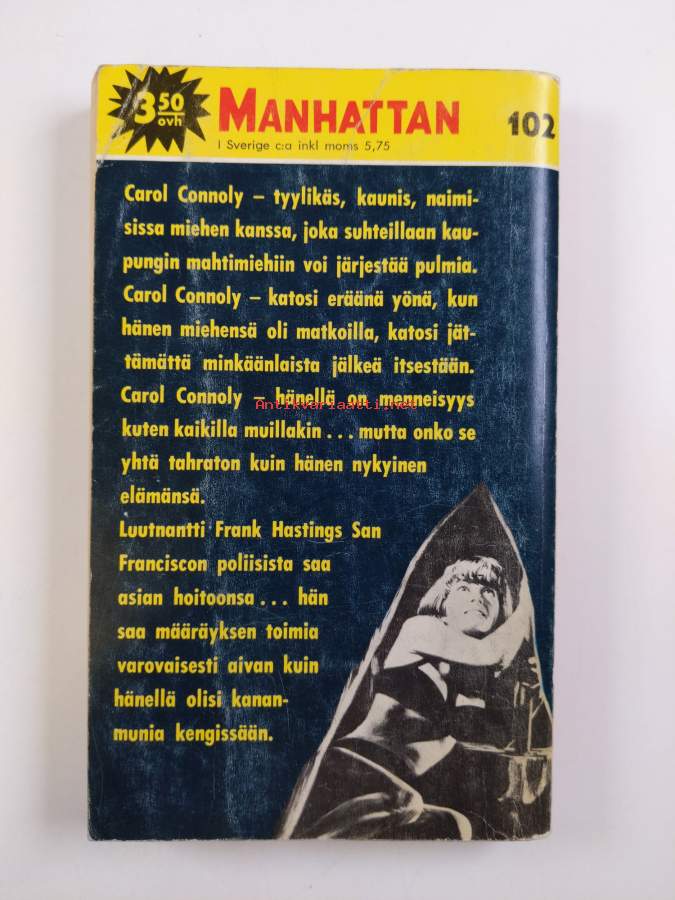 3 50
ovh
MANHATTAN
102
I Sverige c:a inkl moms 5,75
Carol Connoly – tyylikäs, kaunis, naimi-
sissa miehen kanssa, joka suhteillaan kau-
pungin mahtimiehiin voi järjestää pulmia.
Carol Connoly – katosi eräänä yönä, kun
hänen miehensä oli matkoilla, katosi jät-
tämättä minkäänlaista jälkeä itsestään.
Carol Connoly – hänellä on menneisyys
Antikvariaatti.net
kuten kaikilla muillakin ... mutta onko se
yhtä tahraton kuin hänen nykyinen
elämänsä.
Luutnantti Frank Hastings San
Franciscon poliisista saa
asian hoitoonsa ... hän
saa määräyksen toimia
varovaisesti aivan kuin
hänellä olisi kanan-
munia kengissään.